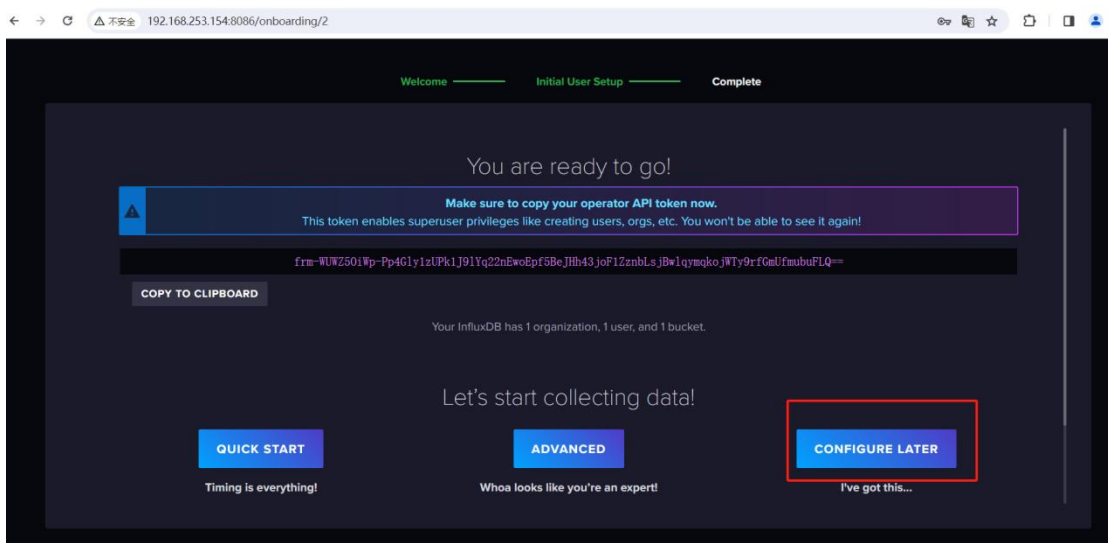 不安全 192.168.253.154:8086/onboarding/2
Welcome Initial User Setup Complete
You are ready to go!
Make sure to copy your operator API token now.
This token enables superuser privileges like creating users, orgs, etc. You won't be able to see it again!
frm-WUWZ50iWp-Pp4Gly1zUPk1J9lYq22nEwoEpf5BeJHh43joF1ZznbLsjBwlqymqkojWTy9rfGmUfmubuFLQ==
COPY TO CLIPBOARD
Your InfluxDB has 1 organization, 1 user, and 1 bucket.
Let's start collecting data!
QUICK START ADVANCED CONFIGURE LATER
Timing is everything! Whoa looks like you're an expert! I've got this...